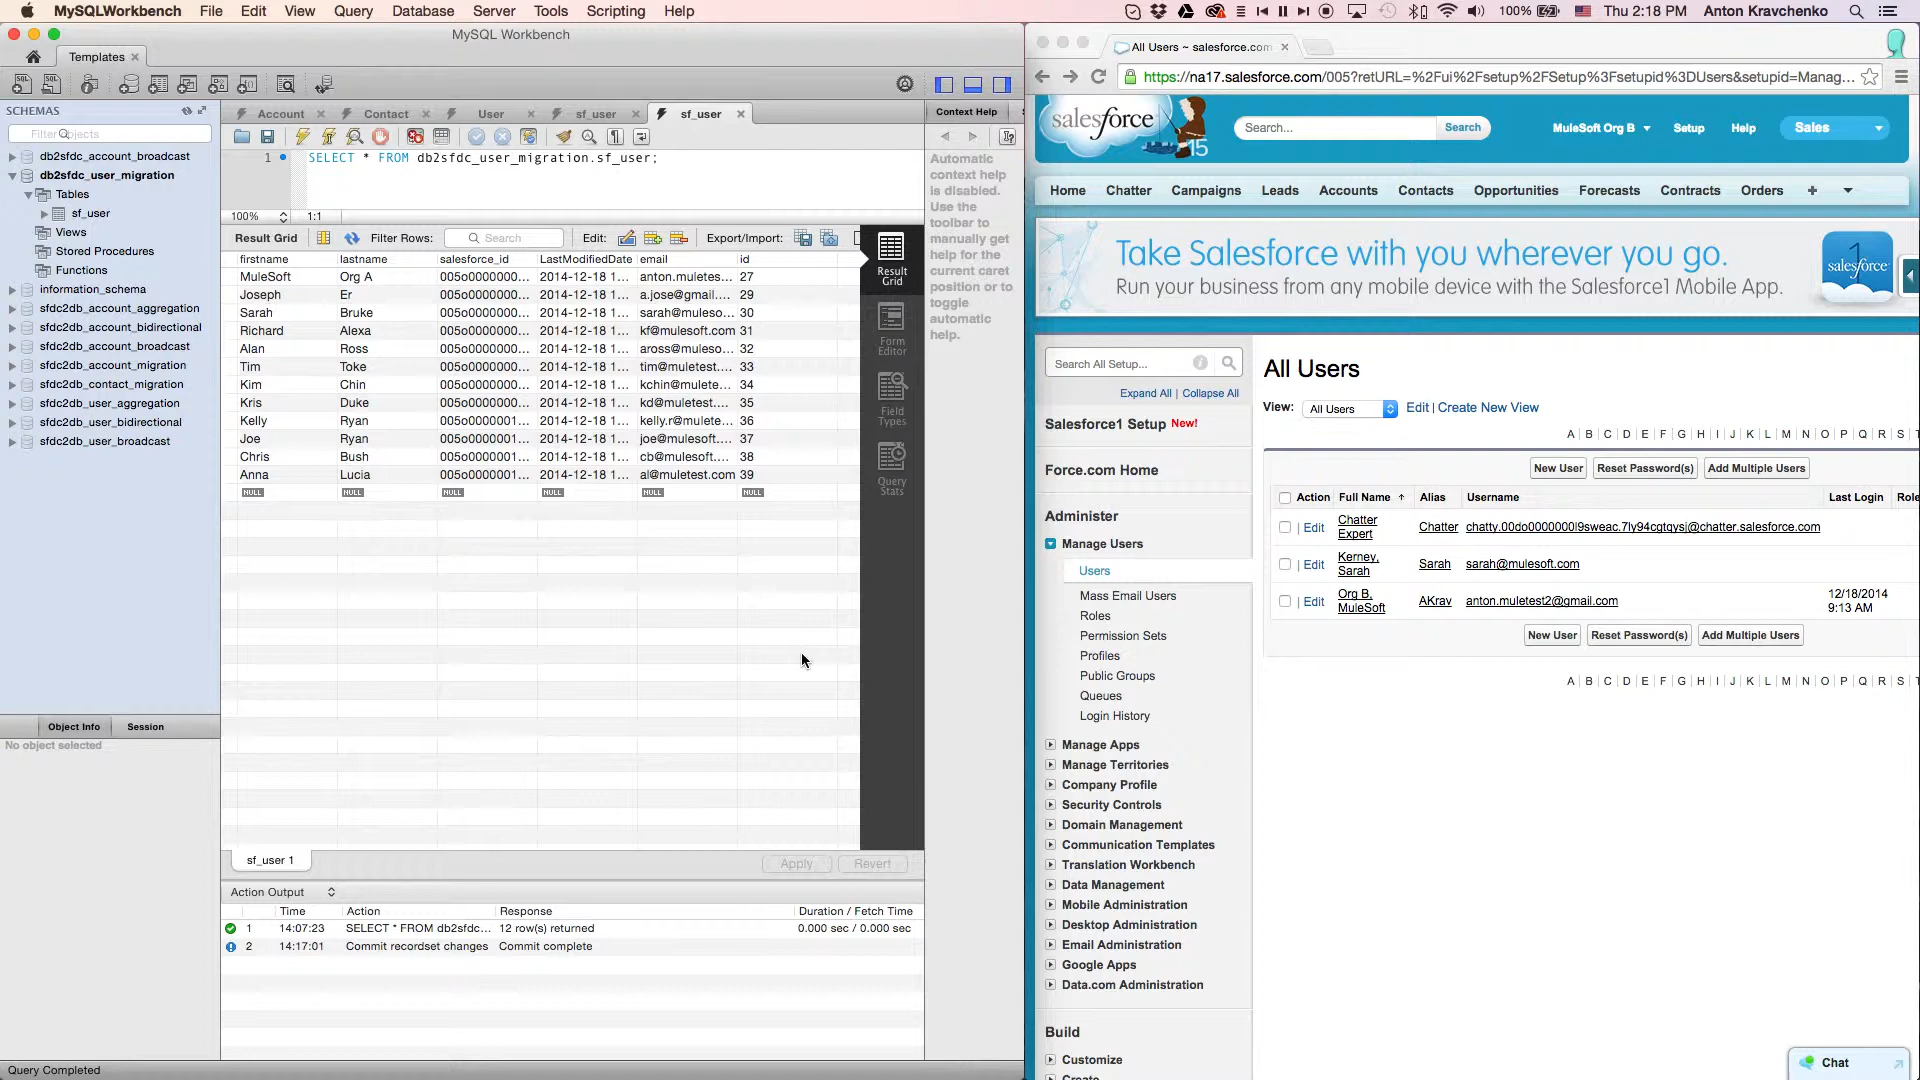 MySQLWorkbench File Edit View Query Database Server Tools Scripting Help
100% Thu 2:18 PM Anton Kravchenko
MySQL Workbench
Templates
SCHEMAS
Filter objects
db2sfdc_account_broadcast
db2sfdc_user_migration
Tables
sf_user
Views
Stored Procedures
Functions
information_schema
sfdc2db_account_aggregation
sfdc2db_account_bidirectional
sfdc2db_account_broadcast
sfdc2db_account_migration
sfdc2db_contact_migration
sfdc2db_user_aggregation
sfdc2db_user_bidirectional
sfdc2db_user_broadcast
Object Info Session
No object selected
Account Contact User sf_user sf_user
1 SELECT * FROM db2sfdc_user_migration.sf_user;
100% 1:1
Result Grid Filter Rows: Search Edit: Export/Import:
firstname lastname salesforce_id LastModifiedDate email id
MuleSoft Org A 005o0000000... 2014-12-18 1... anton.muletes... 27
Joseph Er 005o0000000... 2014-12-18 1... a.jose@gmail.... 29
Sarah Bruke 005o0000000... 2014-12-18 1... sarah@muleso... 30
Richard Alexa 005o0000000... 2014-12-18 1... kf@mulesoft.com 31
Alan Ross 005o0000000... 2014-12-18 1... aross@muleso... 32
Tim Toke 005o0000000... 2014-12-18 1... tim@muletest.... 33
Kim Chin 005o0000000... 2014-12-18 1... kchin@mulete... 34
Kris Duke 005o0000000... 2014-12-18 1... kd@muletest.... 35
Kelly Ryan 005o0000001... 2014-12-18 1... kelly.r@mulete... 36
Joe Ryan 005o0000001... 2014-12-18 1... joe@mulesoft.... 37
Chris Bush 005o0000001... 2014-12-18 1... cb@mulesoft.... 38
Anna Lucia 005o0000001... 2014-12-18 1... al@muletest.com 39
NULL NULL NULL NULL NULL NULL
Result
Grid
Form
Editor
Field
Types
Query
Stats
sf_user 1
Apply Revert
Action Output
Time Action Response Duration / Fetch Time
1 14:07:23 SELECT * FROM db2sfdc... 12 row(s) returned 0.000 sec / 0.000 sec
2 14:17:01 Commit recordset changes Commit complete
Query Completed
Context Help
Automatic
context help
is disabled.
Use the
toolbar to
manually get
help for the
current caret
position or to
toggle
automatic
help.
All Users ~ salesforce.com
https://na17.salesforce.com/005?retURL=%2Fui%2Fsetup%2FSetup%3Fsetupid%3DUsers&setupid=Manag...
salesforce 15
Search... Search MuleSoft Org B Setup Help Sales
Home Chatter Campaigns Leads Accounts Contacts Opportunities Forecasts Contracts Orders +
Take Salesforce with you wherever you go.
Run your business from any mobile device with the Salesforce1 Mobile App.
1
salesforce
Search All Setup...
Expand All | Collapse All
Salesforce1 Setup New!
Force.com Home
Administer
Manage Users
Users
Mass Email Users
Roles
Permission Sets
Profiles
Public Groups
Queues
Login History
Manage Apps
Manage Territories
Company Profile
Security Controls
Domain Management
Communication Templates
Translation Workbench
Data Management
Mobile Administration
Desktop Administration
Email Administration
Google Apps
Data.com Administration
Build
Customize
Create
All Users
View: All Users Edit | Create New View
A | B | C | D | E | F | G | H | I | J | K | L | M | N | O | P | Q | R | S |
New User Reset Password(s) Add Multiple Users
Action Full Name Alias Username Last Login Role
| Edit Chatter Expert Chatter chatty.00do0000000l9sweac.7ly94cgtqysj@chatter.salesforce.com
| Edit Kerney, Sarah Sarah sarah@mulesoft.com
| Edit Org B, MuleSoft AKrav anton.muletest2@gmail.com 12/18/2014 9:13 AM
New User Reset Password(s) Add Multiple Users
A | B | C | D | E | F | G | H | I | J | K | L | M | N | O | P | Q | R | S |
Chat